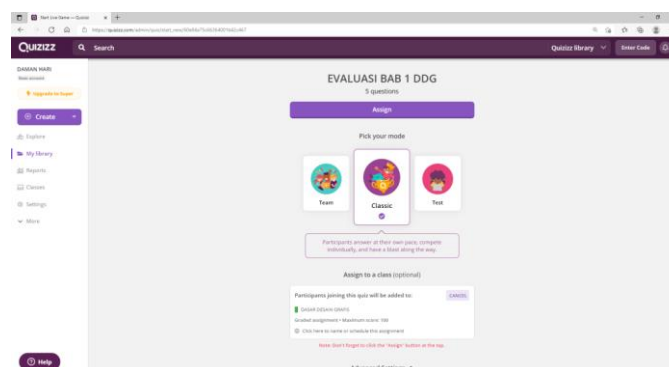 Start Live Game — Quizizz
QUIZIZZ
Search
Quizizz library
Enter Code
DAMAN HARI
Basic account
Upgrade to Super
Create
Explore
My library
Reports
Classes
Settings
More
Help
EVALUASI BAB 1 DDG
5 questions
Assign
Pick your mode
Team
Classic
Test
Participants answer at their own pace, compete
individually, and have a blast along the way.
Assign to a class (optional)
Participants joining this quiz will be added to:
CANCEL
DASAR DESAIN GRAFIS
Graded assignment • Maximum score: 100
Click here to name or schedule this assignment
Note: Don't forget to click the "Assign" button at the top.